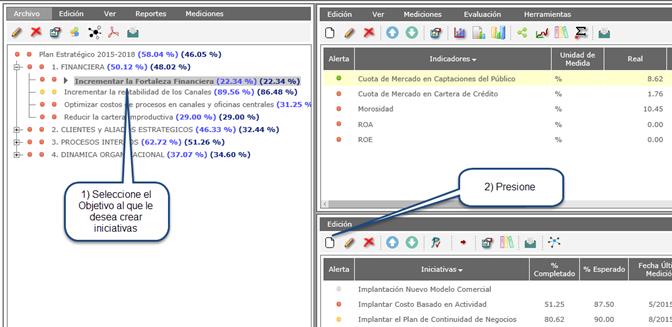 Archivo Edición Ver Reportes Mediciones
Plan Estratégico 2015-2018 (58.04 %) (46.05 %)
1. FINANCIERA (50.12 %) (48.02 %)
Incrementar la Fortaleza Financiera (22.34 %) (22.34 %)
Incrementar la rentabilidad de los Canales (89.56 %) (86.48 %)
Optimizar costos de procesos en canales y oficinas centrales (31.25 %
Reducir la cartera improductiva (29.00 %) (29.00 %)
2. CLIENTES y ALIADOS ESTRATEGICOS (46.33 %) (32.44 %)
3. PROCESOS INTERNOS (62.72 %) (51.26 %)
4. DINAMICA ORGANIZACIONAL (37.07 %) (34.60 %)
1) Seleccione el
Objetivo al que le
desea crear
iniciativas
Edición Ver Mediciones Evaluación Herramientas
Alerta Indicadores Unidad de Medida Real
Cuota de Mercado en Captaciones del Público % 8.62
Cuota de Mercado en Cartera de Crédito % 1.76
Morosidad % 10.45
ROA % 0.00
ROE % 0.00
2) Presione
Edición
Alerta Iniciativas % Completado % Esperado Fecha Últi Medició
Implantación Nuevo Modelo Comercial
Implantar Costo Basado en Actividad 51.25 87.50 5/2015
Implantar el Plan de Continuidad de Negocios 80.62 90.00 8/2015